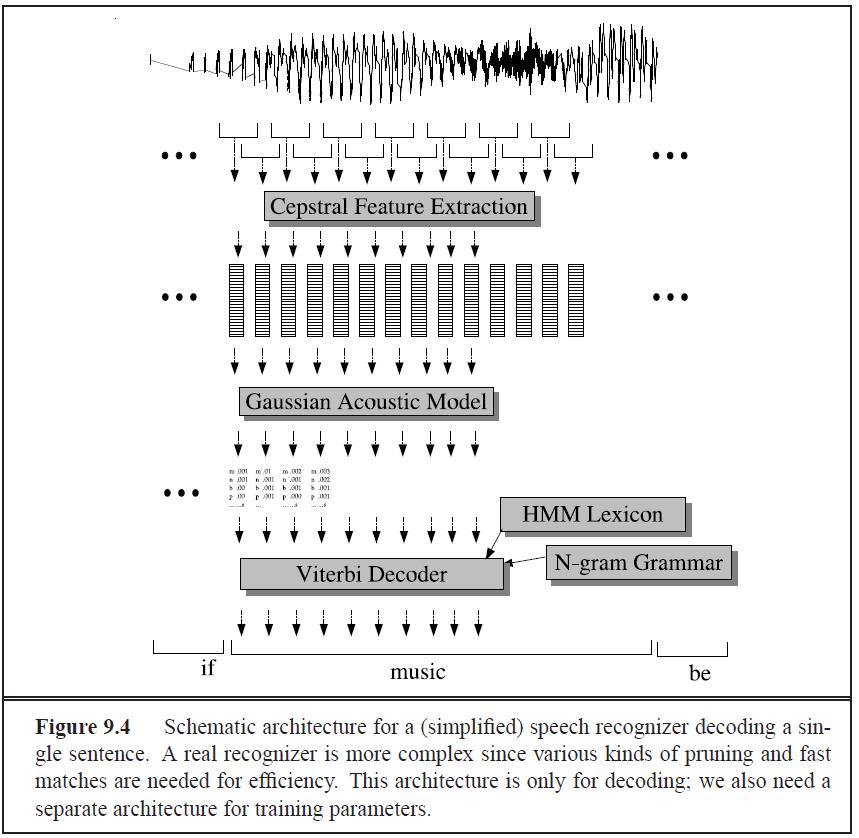 • • •
• • •
Cepstral Feature Extraction
• • •
• • •
Gaussian Acoustic Model
• • •
m .001 m .01 m .002 m .003
n .001 n .001 n .001 n .002
b .00 b .001 b .001 b .001
p .00 p .001 p .000 p .001
HMM Lexicon
Viterbi Decoder
N-gram Grammar
if
music
be
Figure 9.4 Schematic architecture for a (simplified) speech recognizer decoding a sin-
gle sentence. A real recognizer is more complex since various kinds of pruning and fast
matches are needed for efficiency. This architecture is only for decoding; we also need a
separate architecture for training parameters.